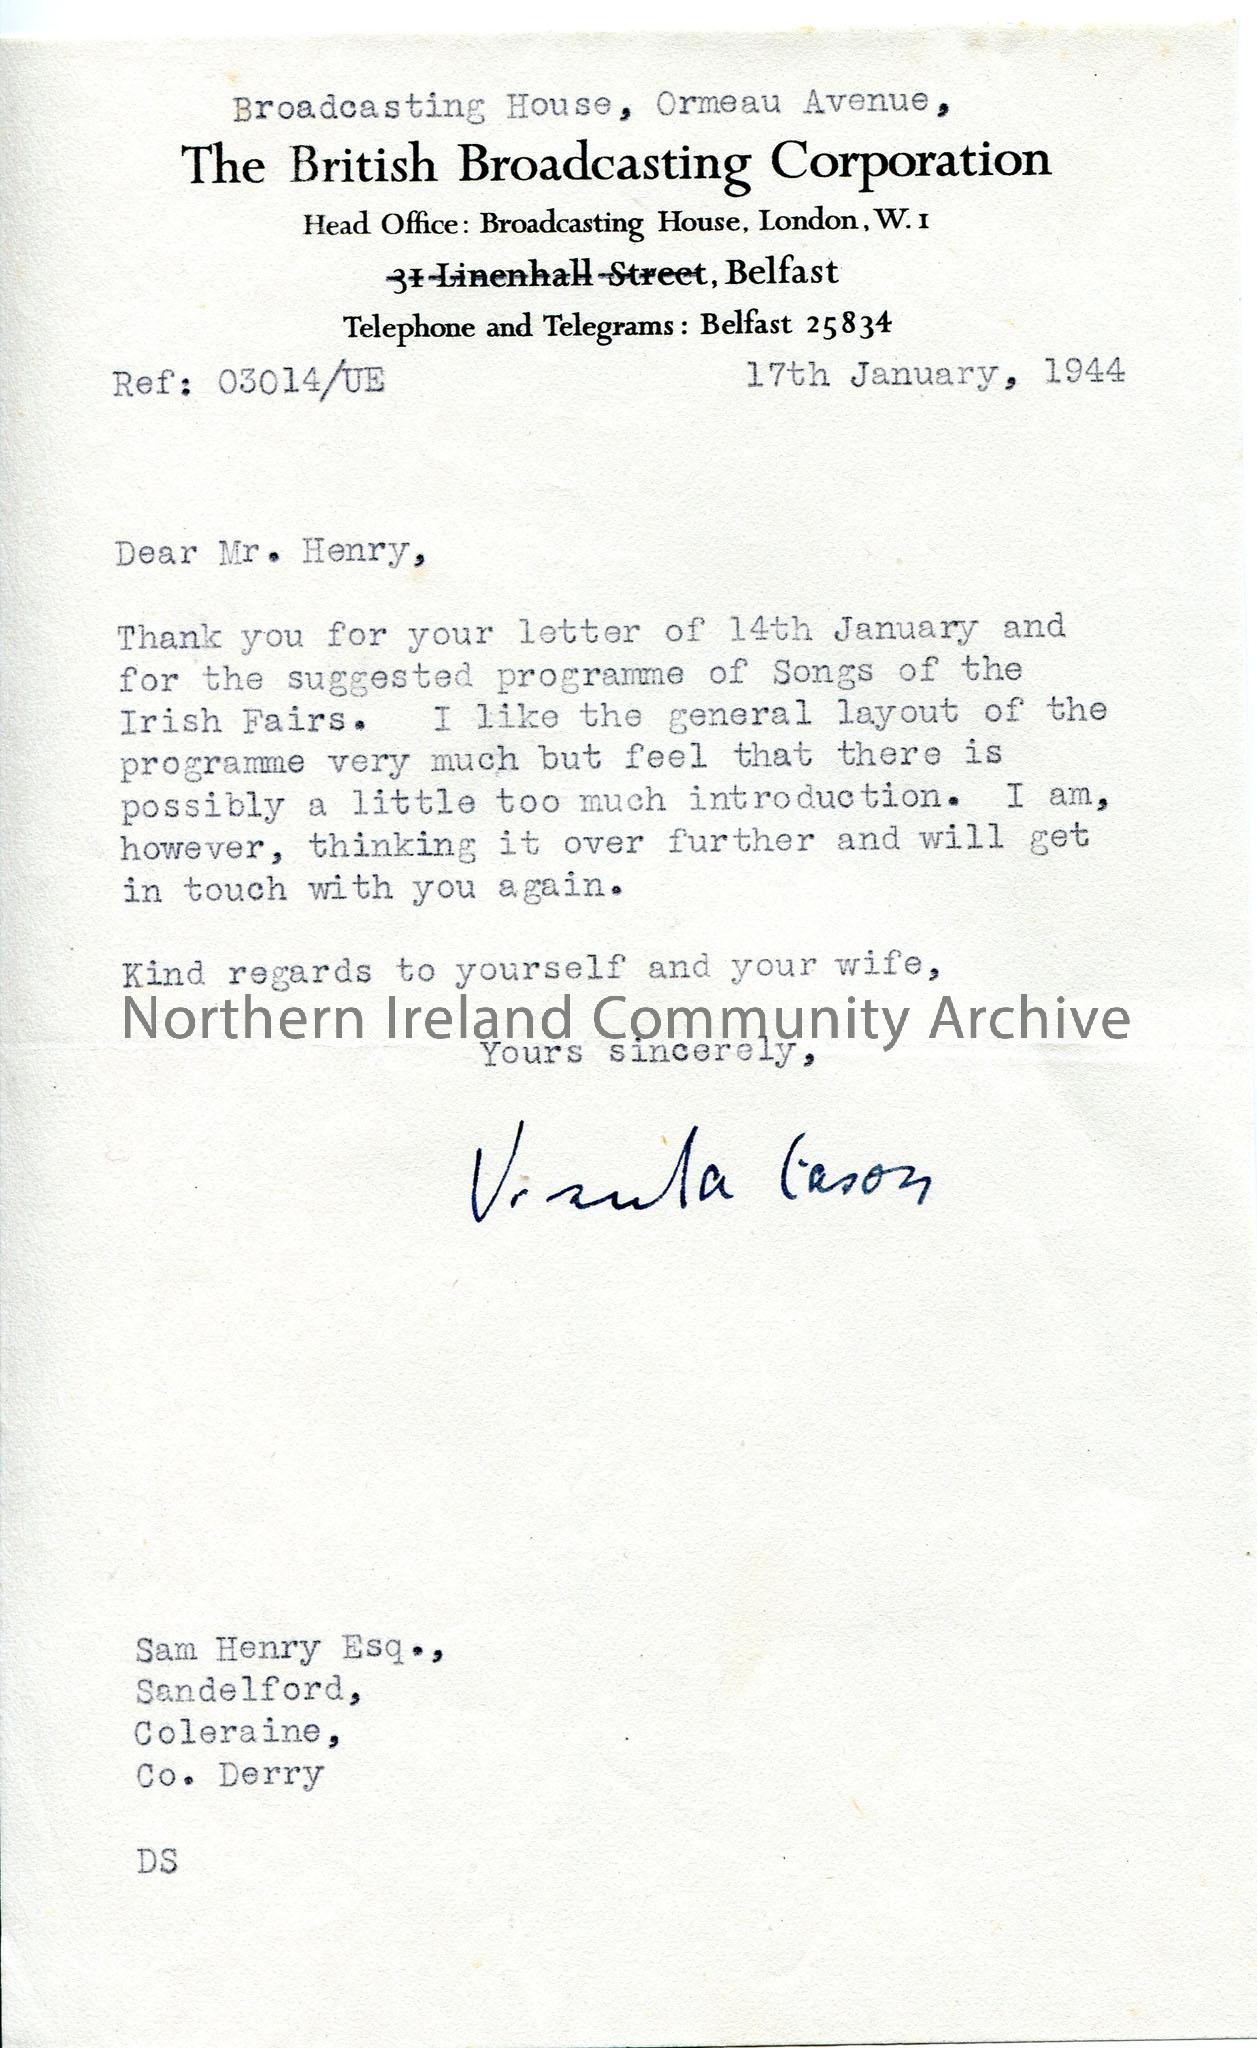 Broadcasting House, Ormeau Avenue,
The British Broadcasting Corporation
Head Office: Broadcasting House, London, W. 1
31 Linenhall Street, Belfast
Telephone and Telegrams: Belfast 25834
Ref: 03014/UE 17th January, 1944
Dear Mr. Henry,
Thank you for your letter of 14th January and
for the suggested programme of Songs of the
Irish Fairs. I like the general layout of the
programme very much but feel that there is
possibly a little too much introduction. I am,
however, thinking it over further and will get
in touch with you again.
Kind regards to yourself and your wife,
Northern Ireland Community Archive
Yours sincerely,
Ursula Eason
Sam Henry Esq.,
Sandelford,
Coleraine,
Co. Derry
DS